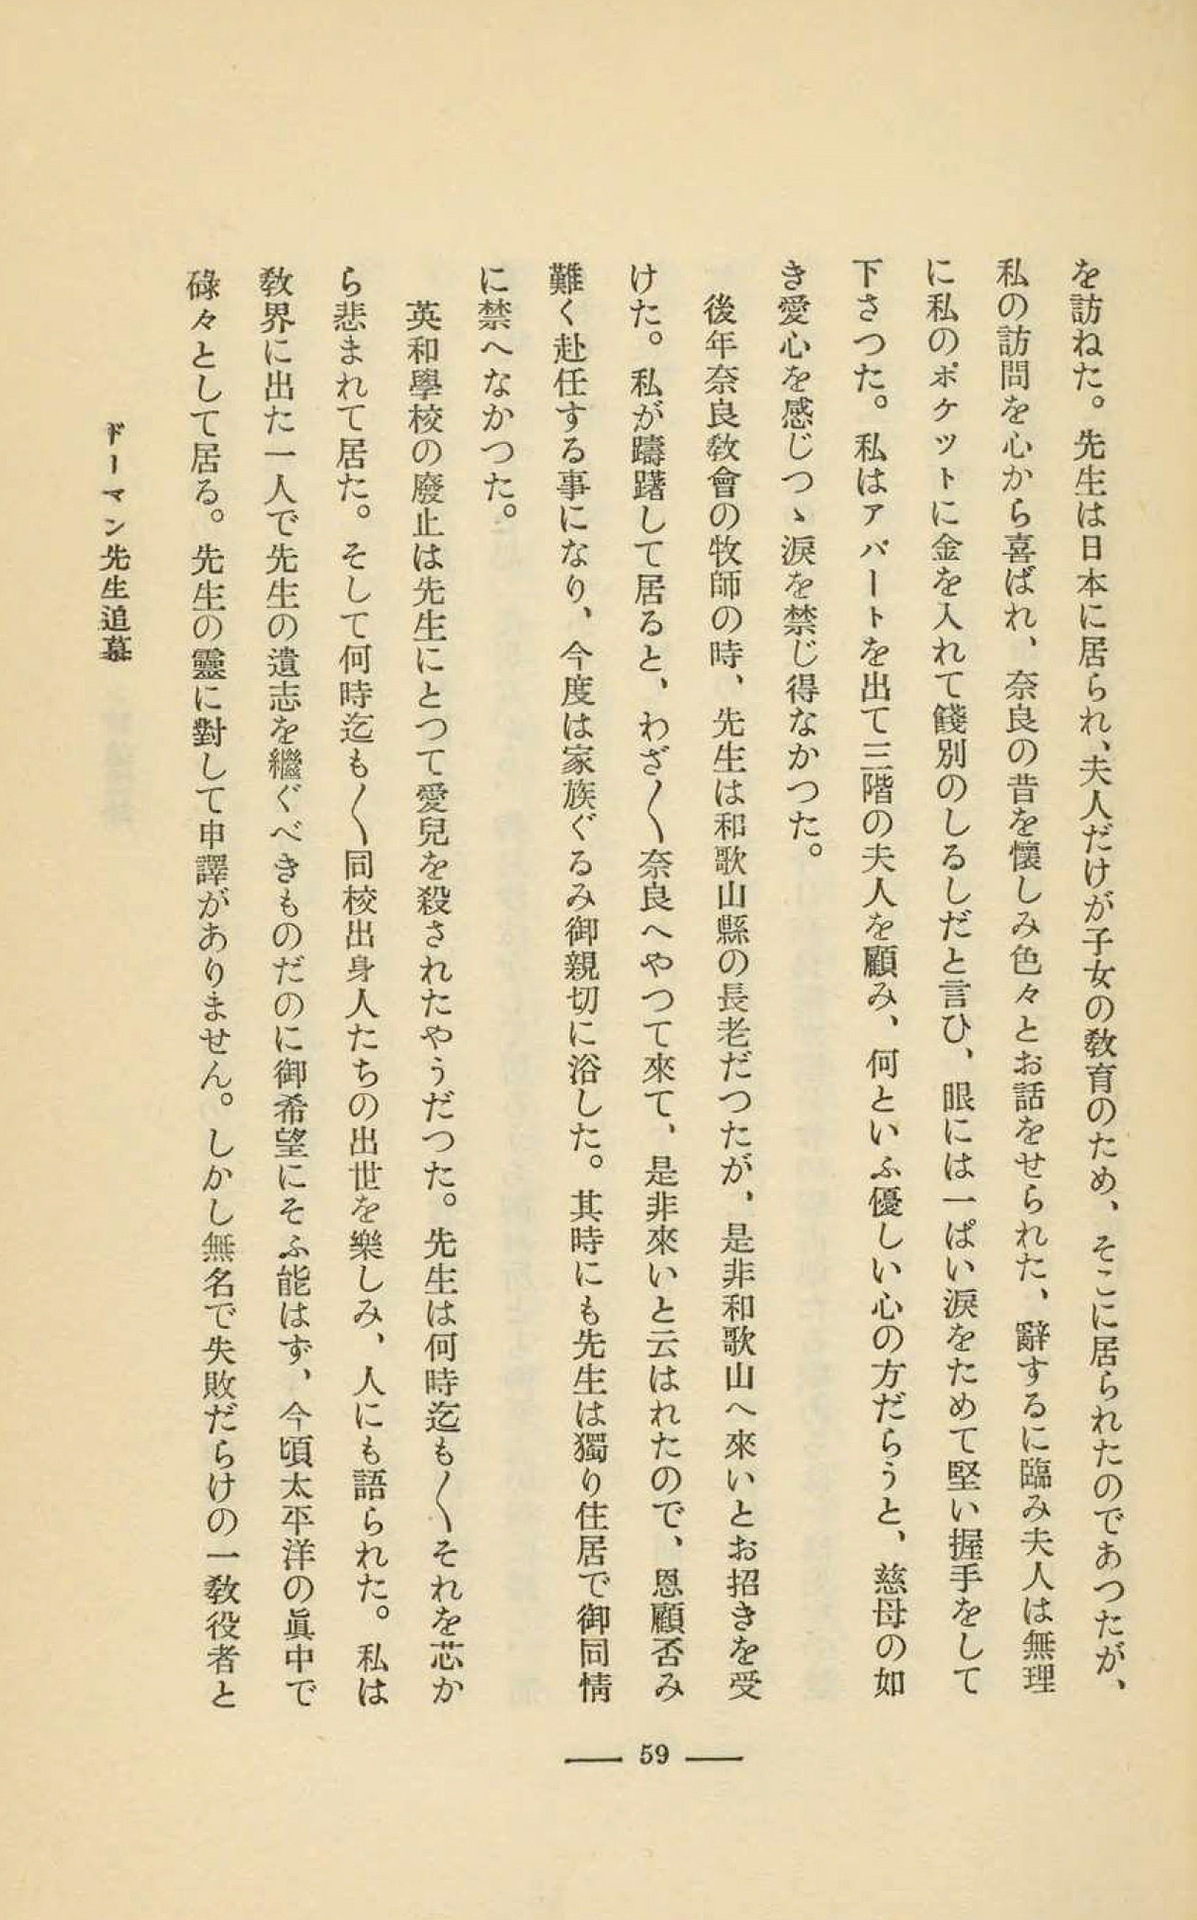 を訪ねた。先生は日本に居られ、夫人だけが子女の敎育のため、そこに居られたのであつたが、
私の訪問を心から喜ばれ、奈良の昔を懷しみ色々とお話をせられた、辭するに臨み夫人は無理
に私のポケットに金を入れて餞別のしるしだと言ひ、眼には一ぱい涙をためて堅い握手をして
下さつた。私はアパートを出て三階の夫人を顧み、何といふ優しい心の方だらうと、慈母の如
き愛心を感じつゝ涙を禁じ得なかつた。
後年奈良敎會の牧師の時、先生は和歌山縣の長老だつたが、是非和歌山へ來いとお招きを受
けた。私が躊躇して居ると、わざ〳〵奈良へやつて來て、是非來いと云はれたので、恩顧否み
難く赴任する事になり、今度は家族ぐるみ御親切に浴した。其時にも先生は獨り住居で御同情
に禁へなかつた。
英和學校の廢止は先生にとつて愛兒を殺されたやうだつた。先生は何時迄も〳〵それを芯か
ら悲まれて居た。そして何時迄も〳〵同校出身人たちの出世を樂しみ、人にも語られた。私は
敎界に出た一人で先生の遺志を繼ぐべきものだのに御希望にそふ能はず、今頃太平洋の眞中で
碌々として居る。先生の靈に對して申譯がありません。しかし無名で失敗だらけの一敎役者と
ドーマン先生追慕
59